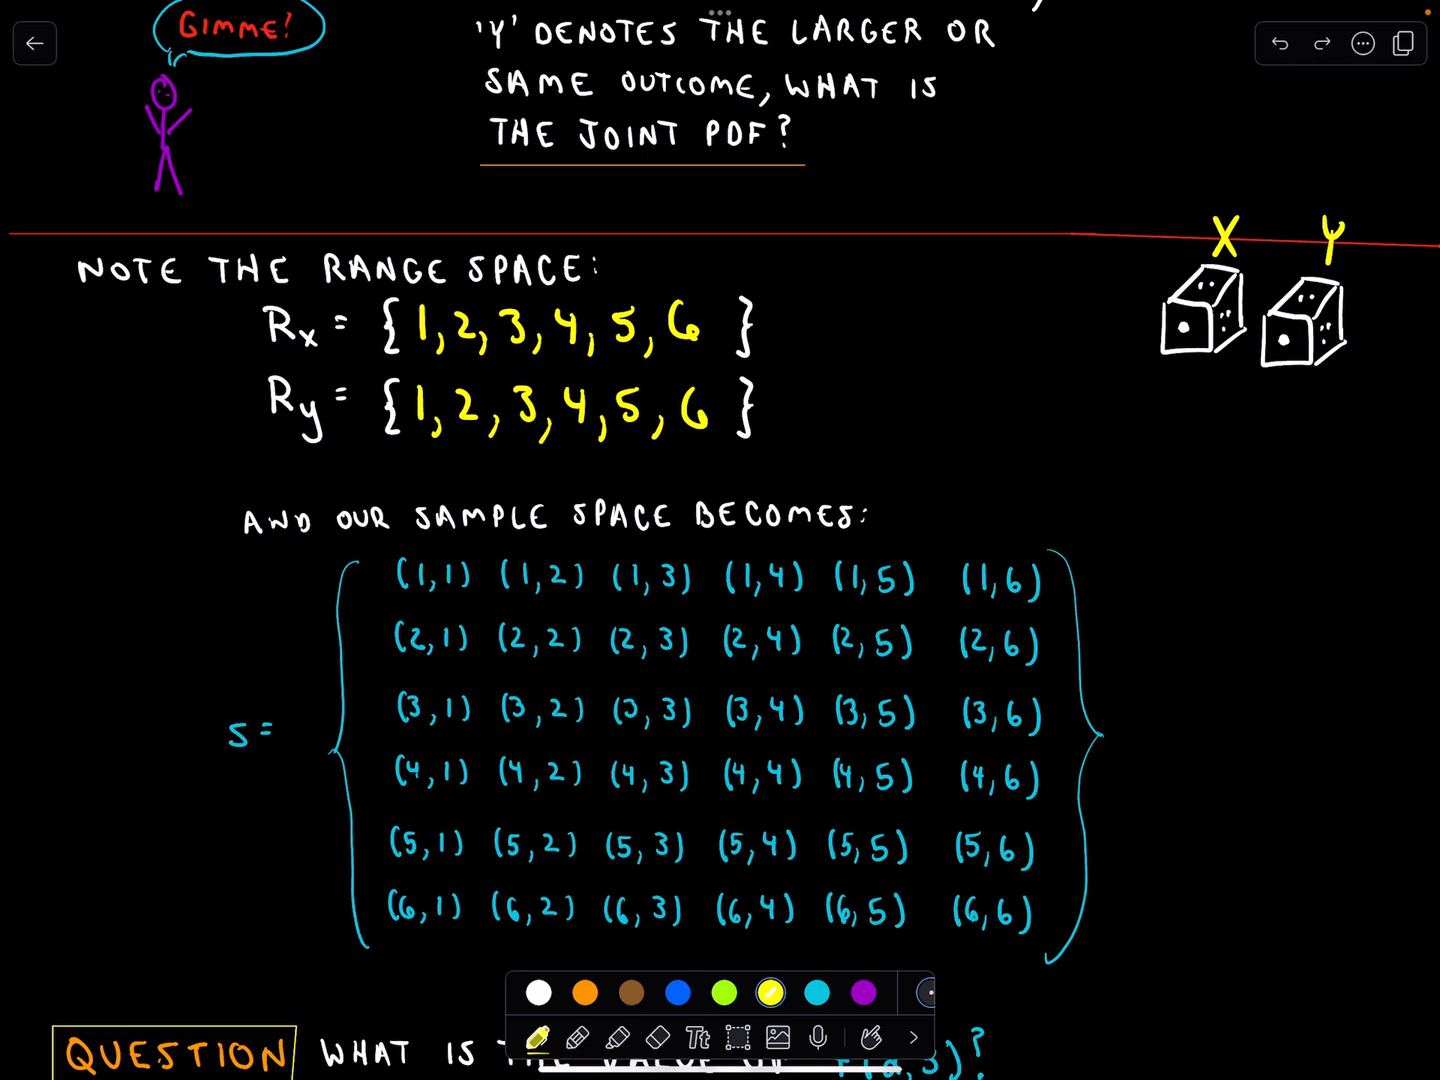 GIMME?
'Y' DENOTES THE LARGER OR
SAME OUTCOME, WHAT IS
THE JOINT PDF?
X Y
NOTE THE RANGE SPACE:
Rx = { 1, 2, 3, 4, 5, 6 }
Ry = { 1, 2, 3, 4, 5, 6 }
AND OUR SAMPLE SPACE BECOMES:
(1,1) (1,2) (1,3) (1,4) (1,5) (1,6)
(2,1) (2,2) (2,3) (2,4) (2,5) (2,6)
(3,1) (3,2) (3,3) (3,4) (3,5) (3,6)
S=
(4,1) (4,2) (4,3) (4,4) (4,5) (4,6)
(5,1) (5,2) (5,3) (5,4) (5,5) (5,6)
(6,1) (6,2) (6,3) (6,4) (6,5) (6,6)
Tt
QUESTION WHAT IS THE VALUE